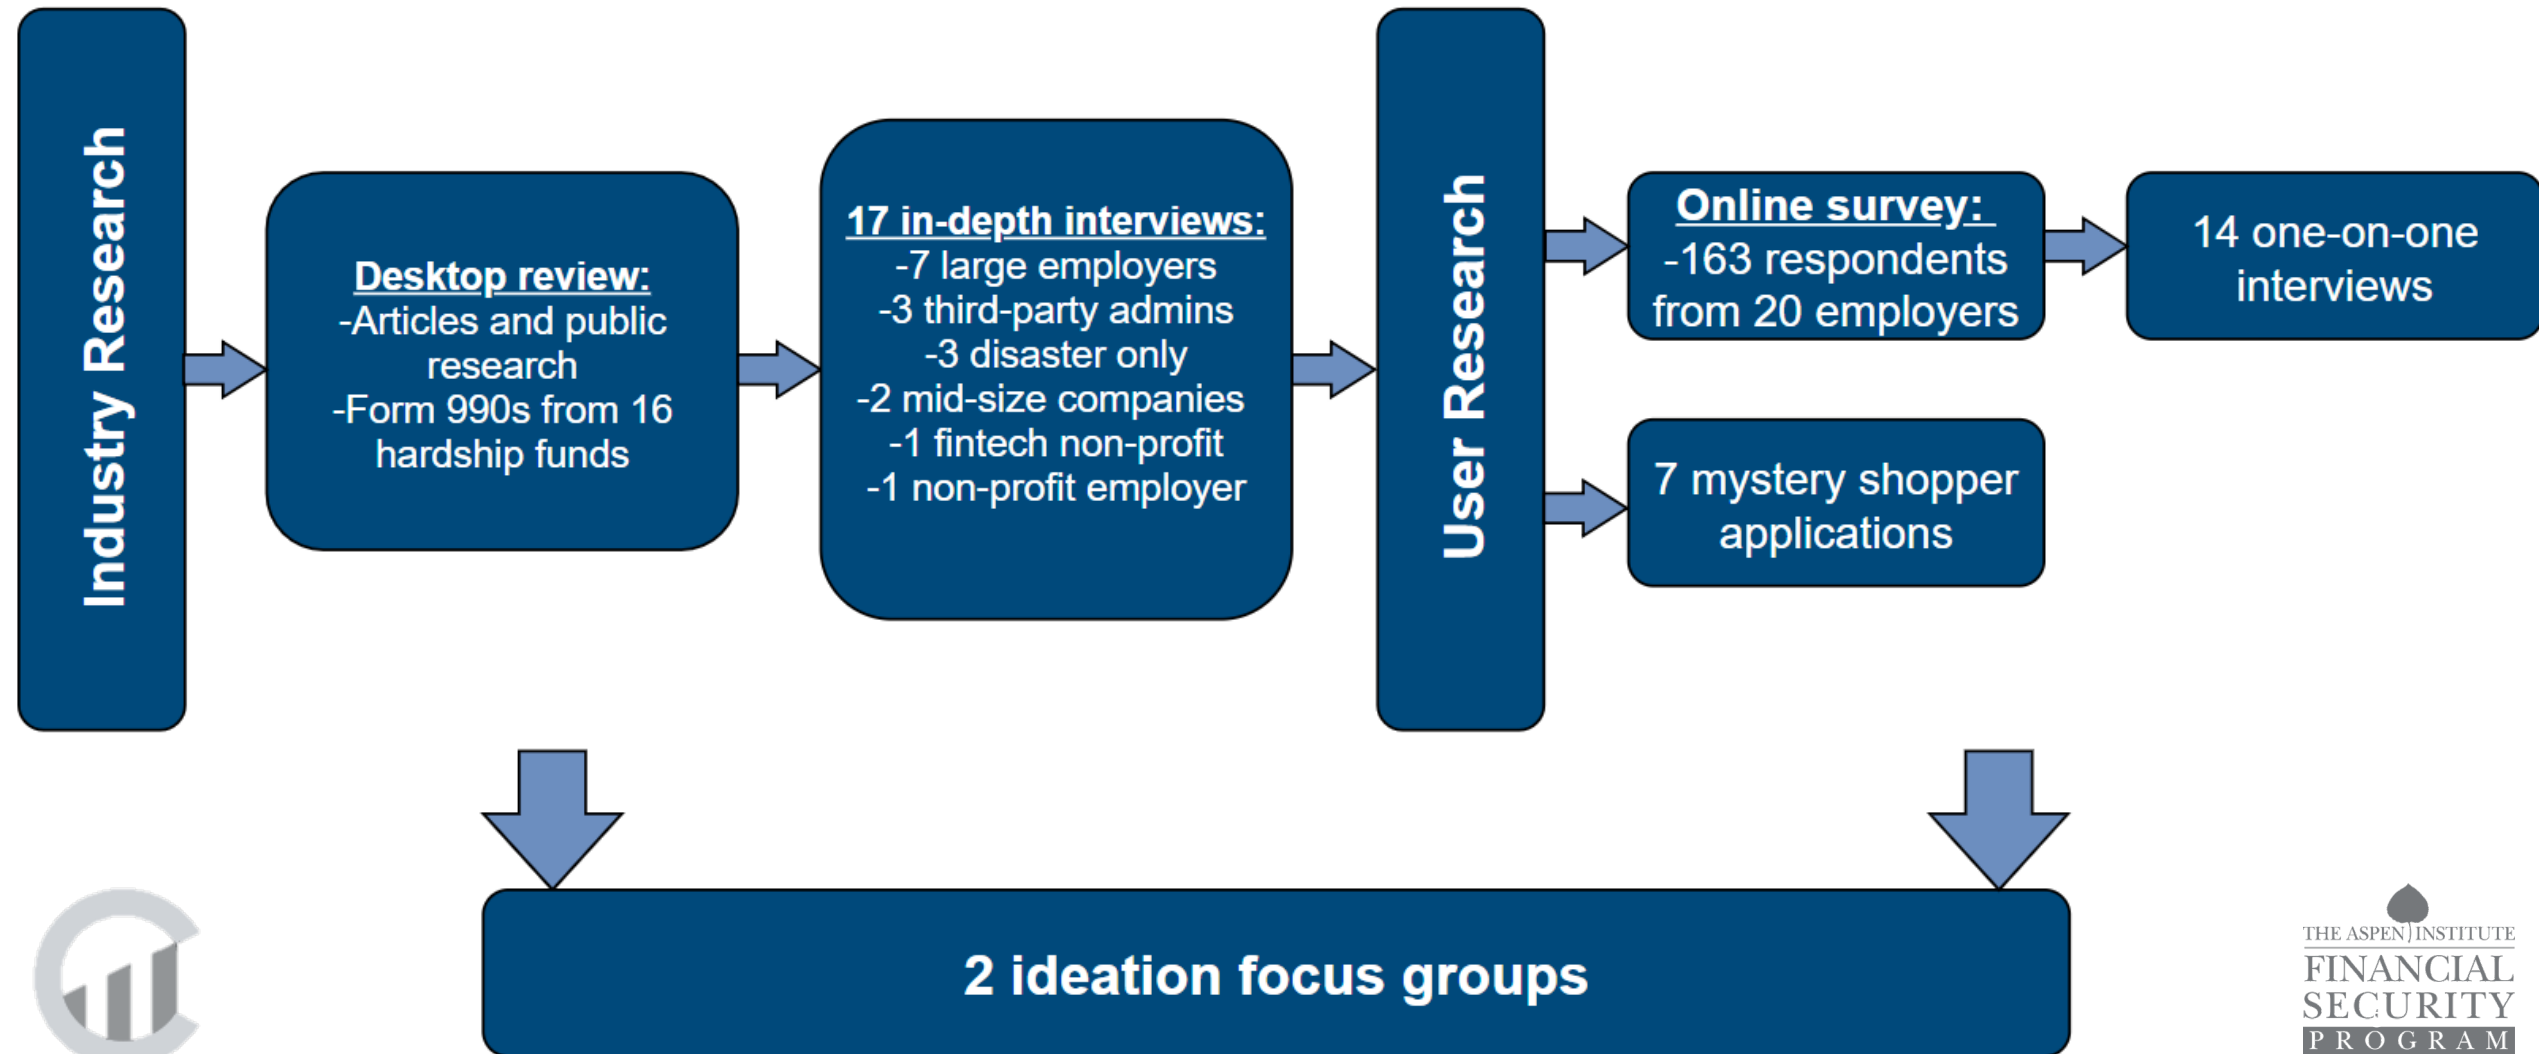 Industry Research
Desktop review:
-Articles and public
research
-Form 990s from 16
hardship funds
17 in-depth interviews:
-7 large employers
-3 third-party admins
-3 disaster only
-2 mid-size companies
-1 fintech non-profit
-1 non-profit employer
User Research
Online survey:
-163 respondents
from 20 employers
14 one-on-one
interviews
7 mystery shopper
applications
2 ideation focus groups
THE ASPEN INSTITUTE
FINANCIAL
SECURITY
PROGRAM